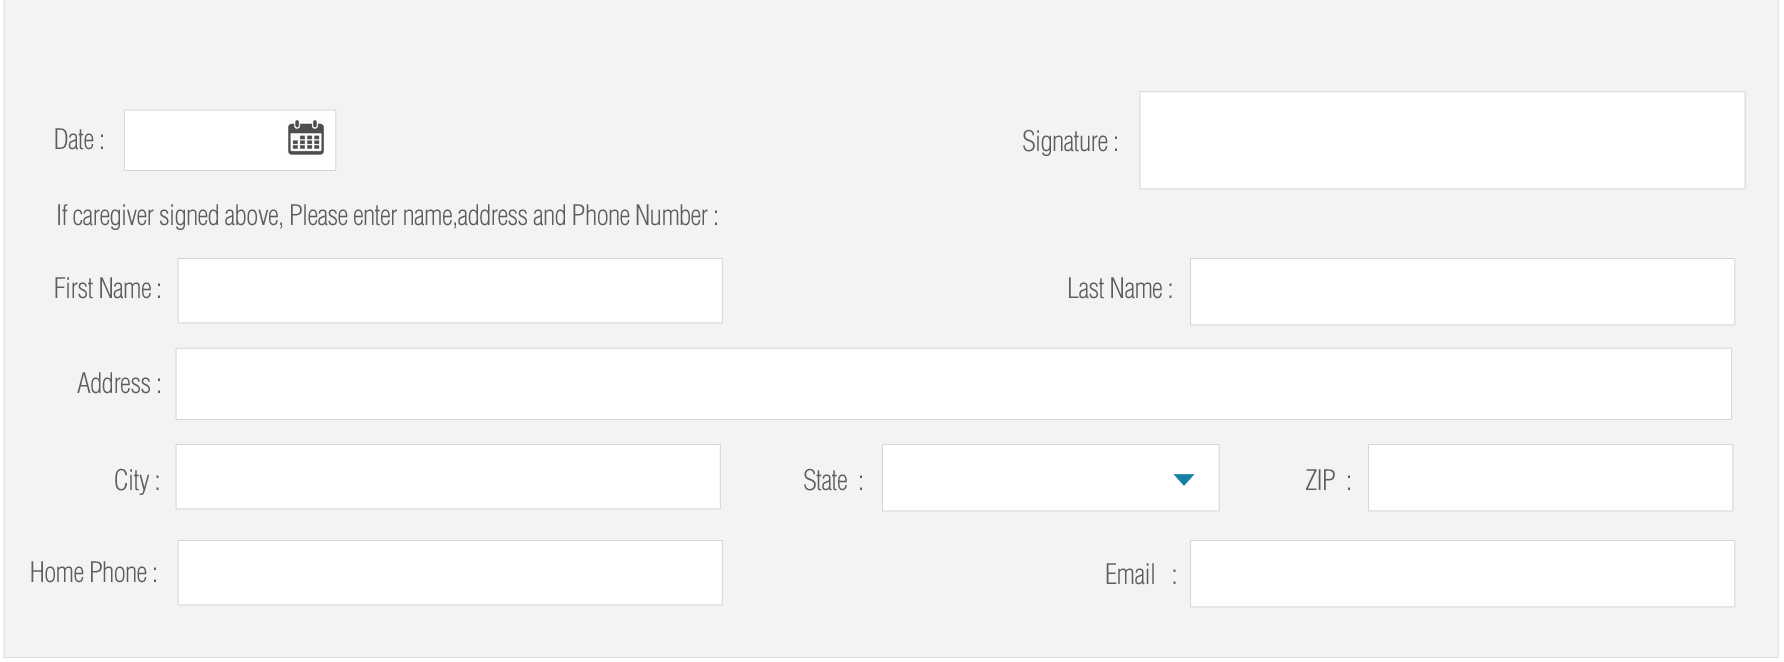 Date :
Signature :
If caregiver signed above, Please enter name,address and Phone Number :
First Name :
Last Name :
Address :
City :
State :
ZIP :
Home Phone :
Email :